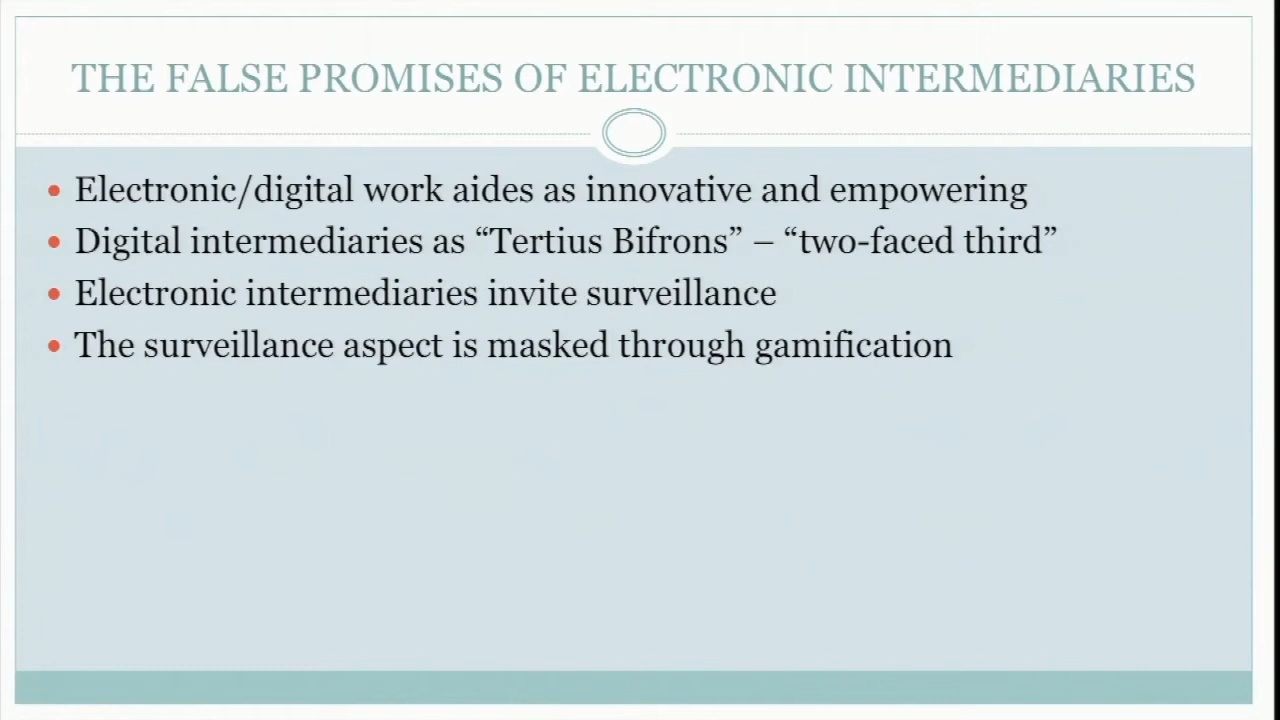 THE FALSE PROMISES OF ELECTRONIC INTERMEDIARIES
• Electronic/digital work aides as innovative and empowering
• Digital intermediaries as “Tertius Bifrons” – “two-faced third”
• Electronic intermediaries invite surveillance
• The surveillance aspect is masked through gamification